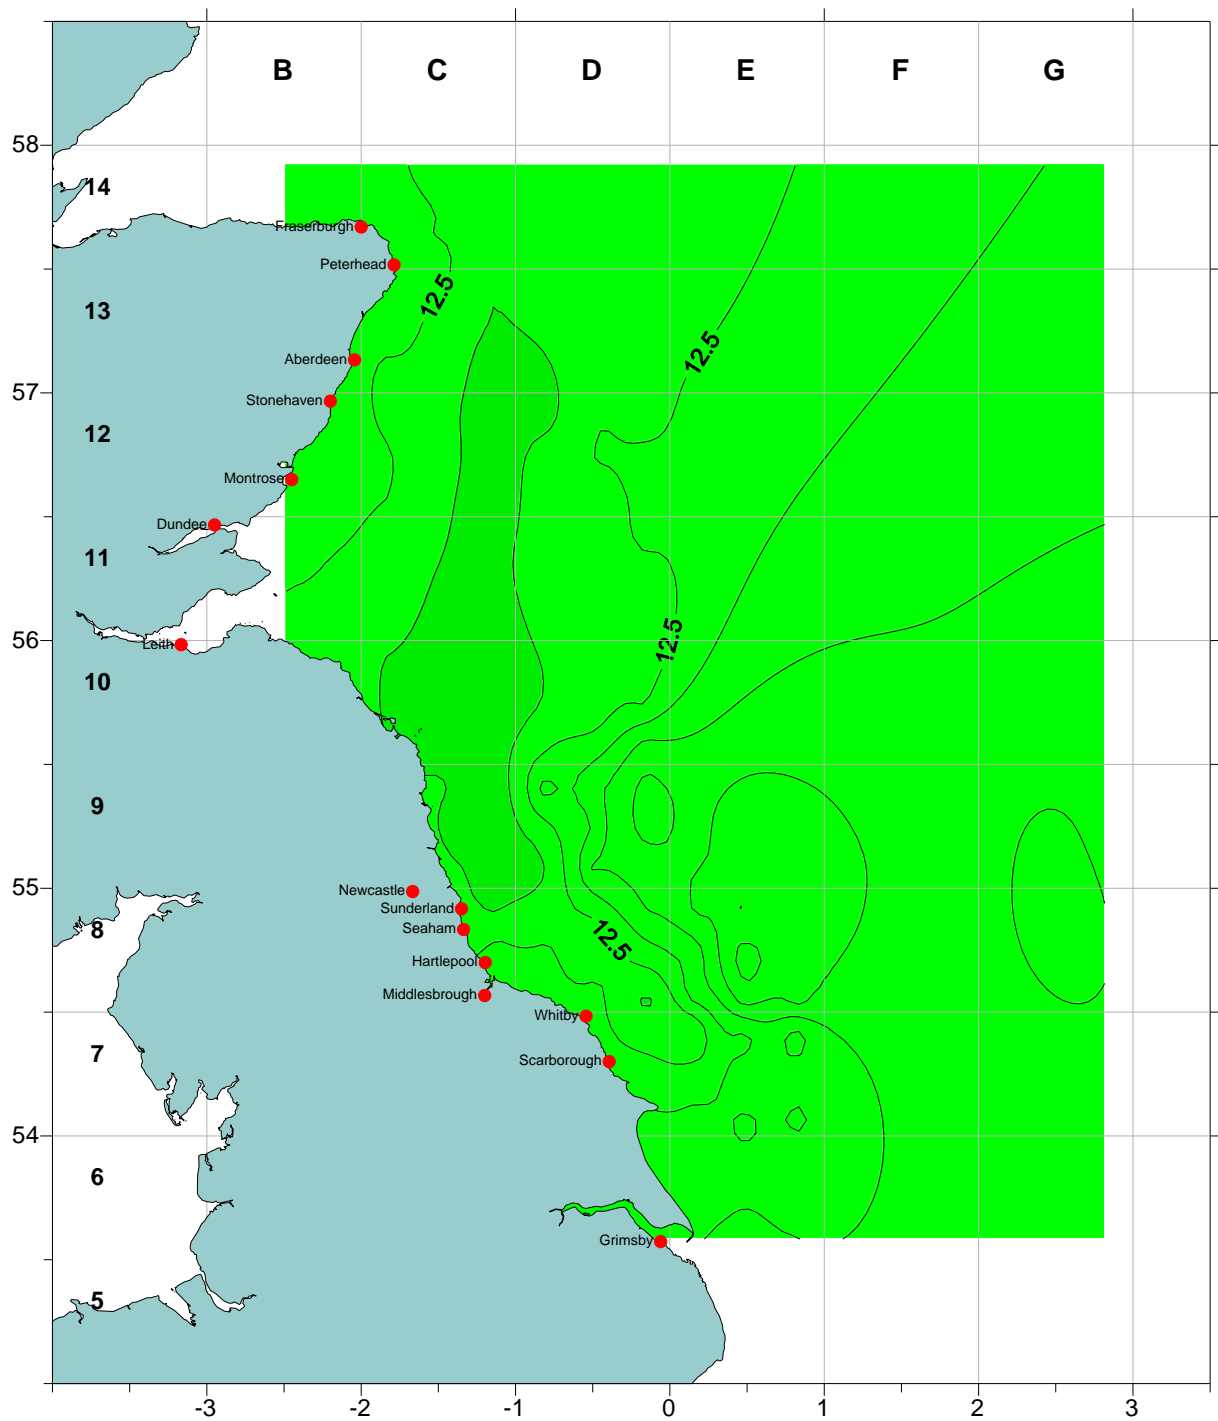 B C D E F G
58
14
Fraserburgh
Peterhead
12.5
13
12.5
Aberdeen
57
Stonehaven
12
Montrose
Dundee
11
12.5
56
Leith
10
9
55
Newcastle
Sunderland
8
Seaham
12.5
Hartlepool
Middlesbrough
Whitby
7
Scarborough
54
6
Grimsby
5
-3 -2 -1 0 1 2 3